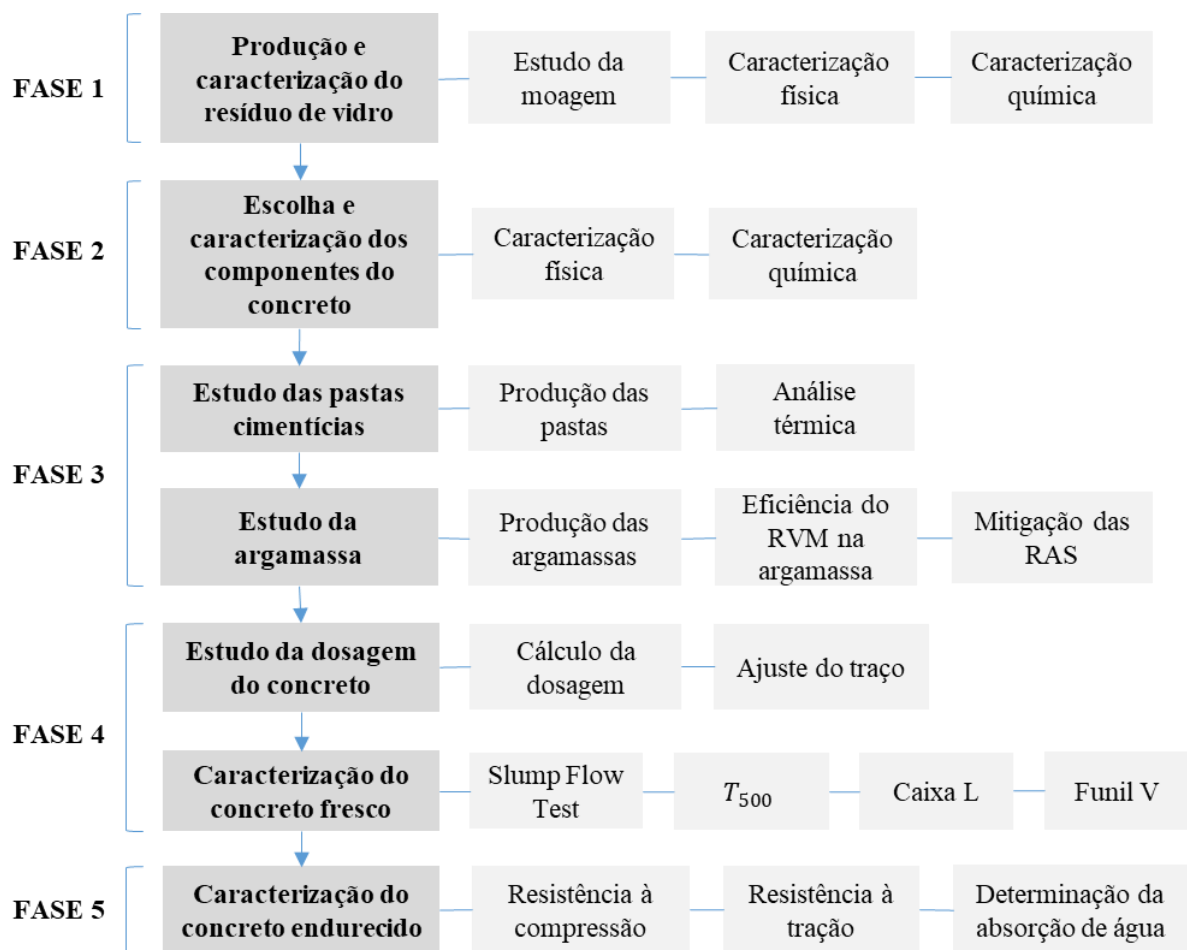 FASE 1
Produção e
caracterização do
resíduo de vidro
Estudo da
moagem
Caracterização
física
Caracterização
química
FASE 2
Escolha e
caracterização dos
componentes do
concreto
Caracterização
física
Caracterização
química
FASE 3
Estudo das pastas
cimentícias
Produção das
pastas
Análise
térmica
Estudo da
argamassa
Produção das
argamassas
Eficiência do
RVM na
argamassa
Mitigação das
RAS
FASE 4
Estudo da dosagem
do concreto
Cálculo da
dosagem
Ajuste do traço
Caracterização do
concreto fresco
Slump Flow
Test
T500
Caixa L
Funil V
FASE 5
Caracterização do
concreto endurecido
Resistência à
compressão
Resistência à
tração
Determinação da
absorção de água